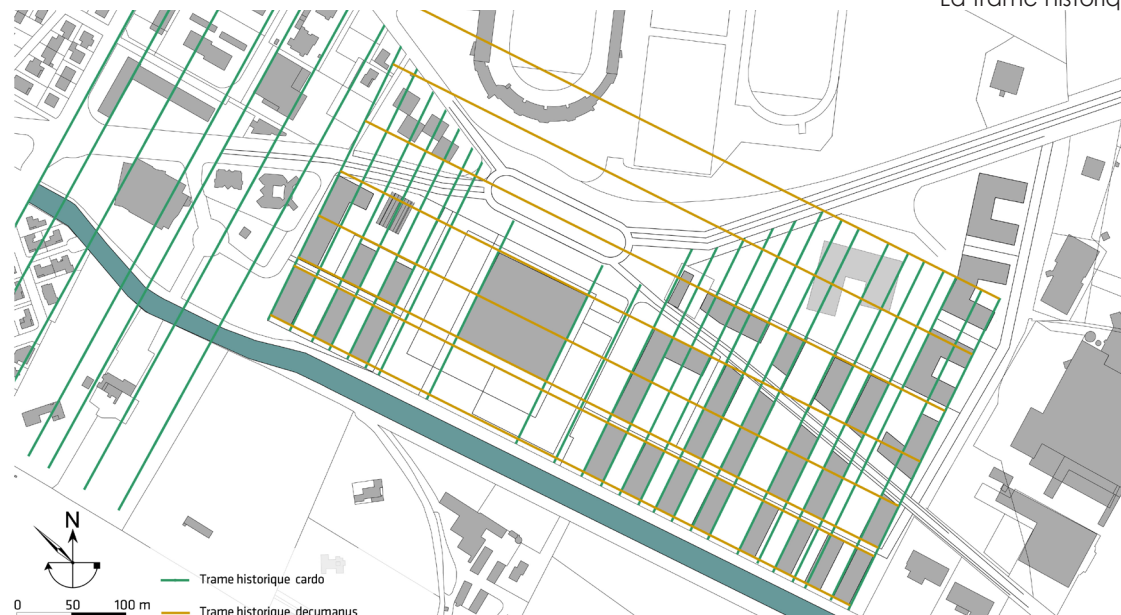 La trame historiq
N
Trame historique cardo
0 50 100 m
Trame historique decumanus